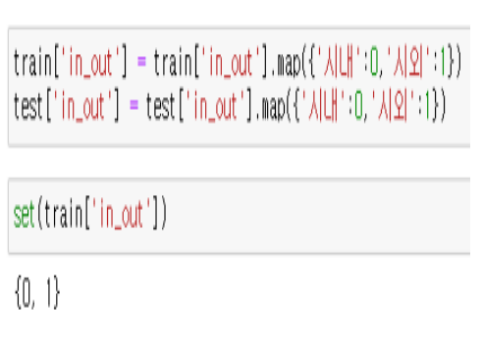 train['in_out'] = train['in_out'].map({'시내':0,'시외':1})
test['in_out'] = test['in_out'].map({'시내':0,'시외':1})
set(train['in_out'])
{0, 1}